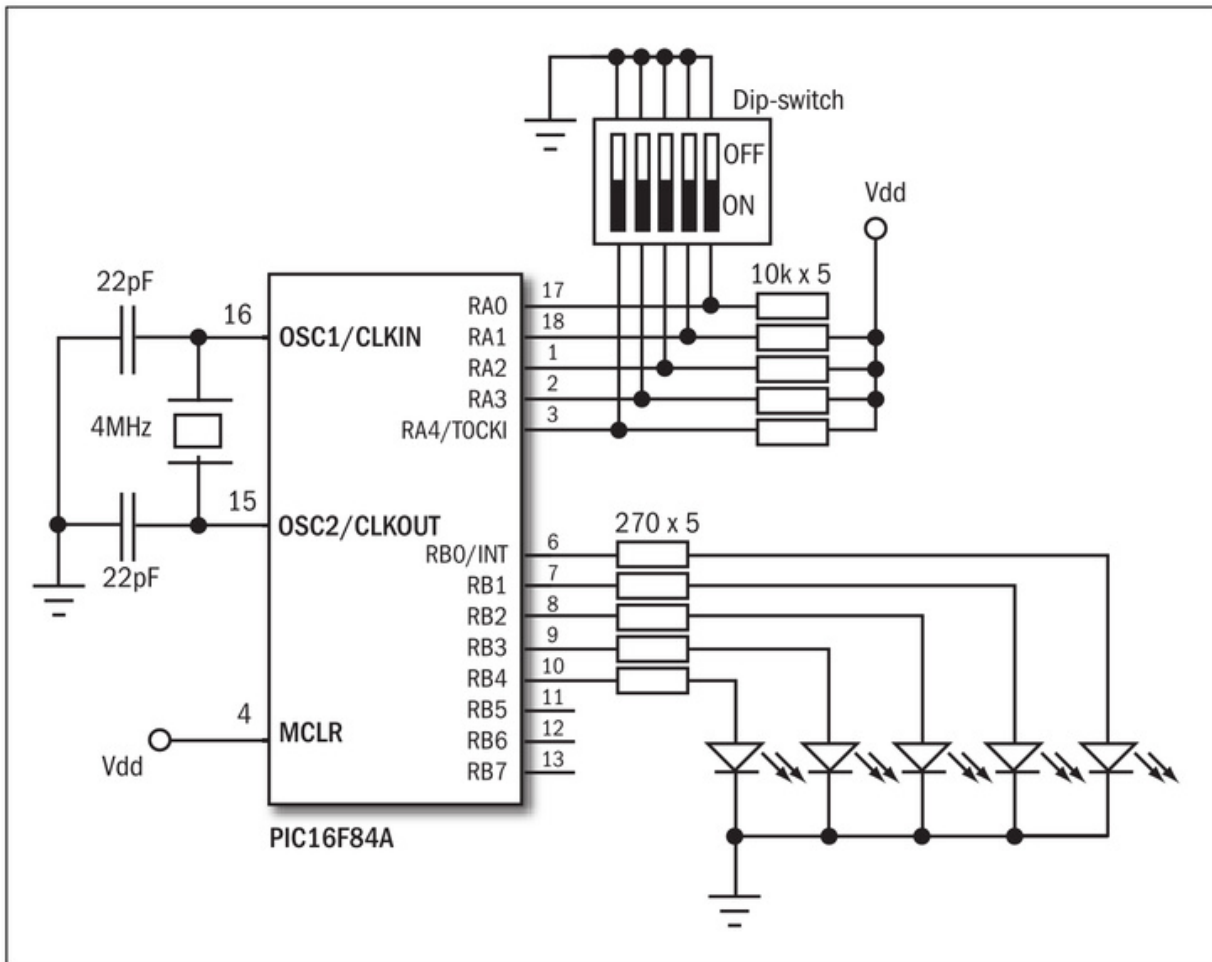 Dip-switch
OFF
ON
Vdd
10k x 5
22pF
16
OSC1/CLKIN
4MHz
15
OSC2/CLKOUT
22pF
4
MCLR
Vdd
RA0
17
RA1
18
RA2
1
RA3
2
RA4/TOCKI
3
270 x 5
RB0/INT
6
RB1
7
RB2
8
RB3
9
RB4
10
RB5
11
RB6
12
RB7
13
PIC16F84A